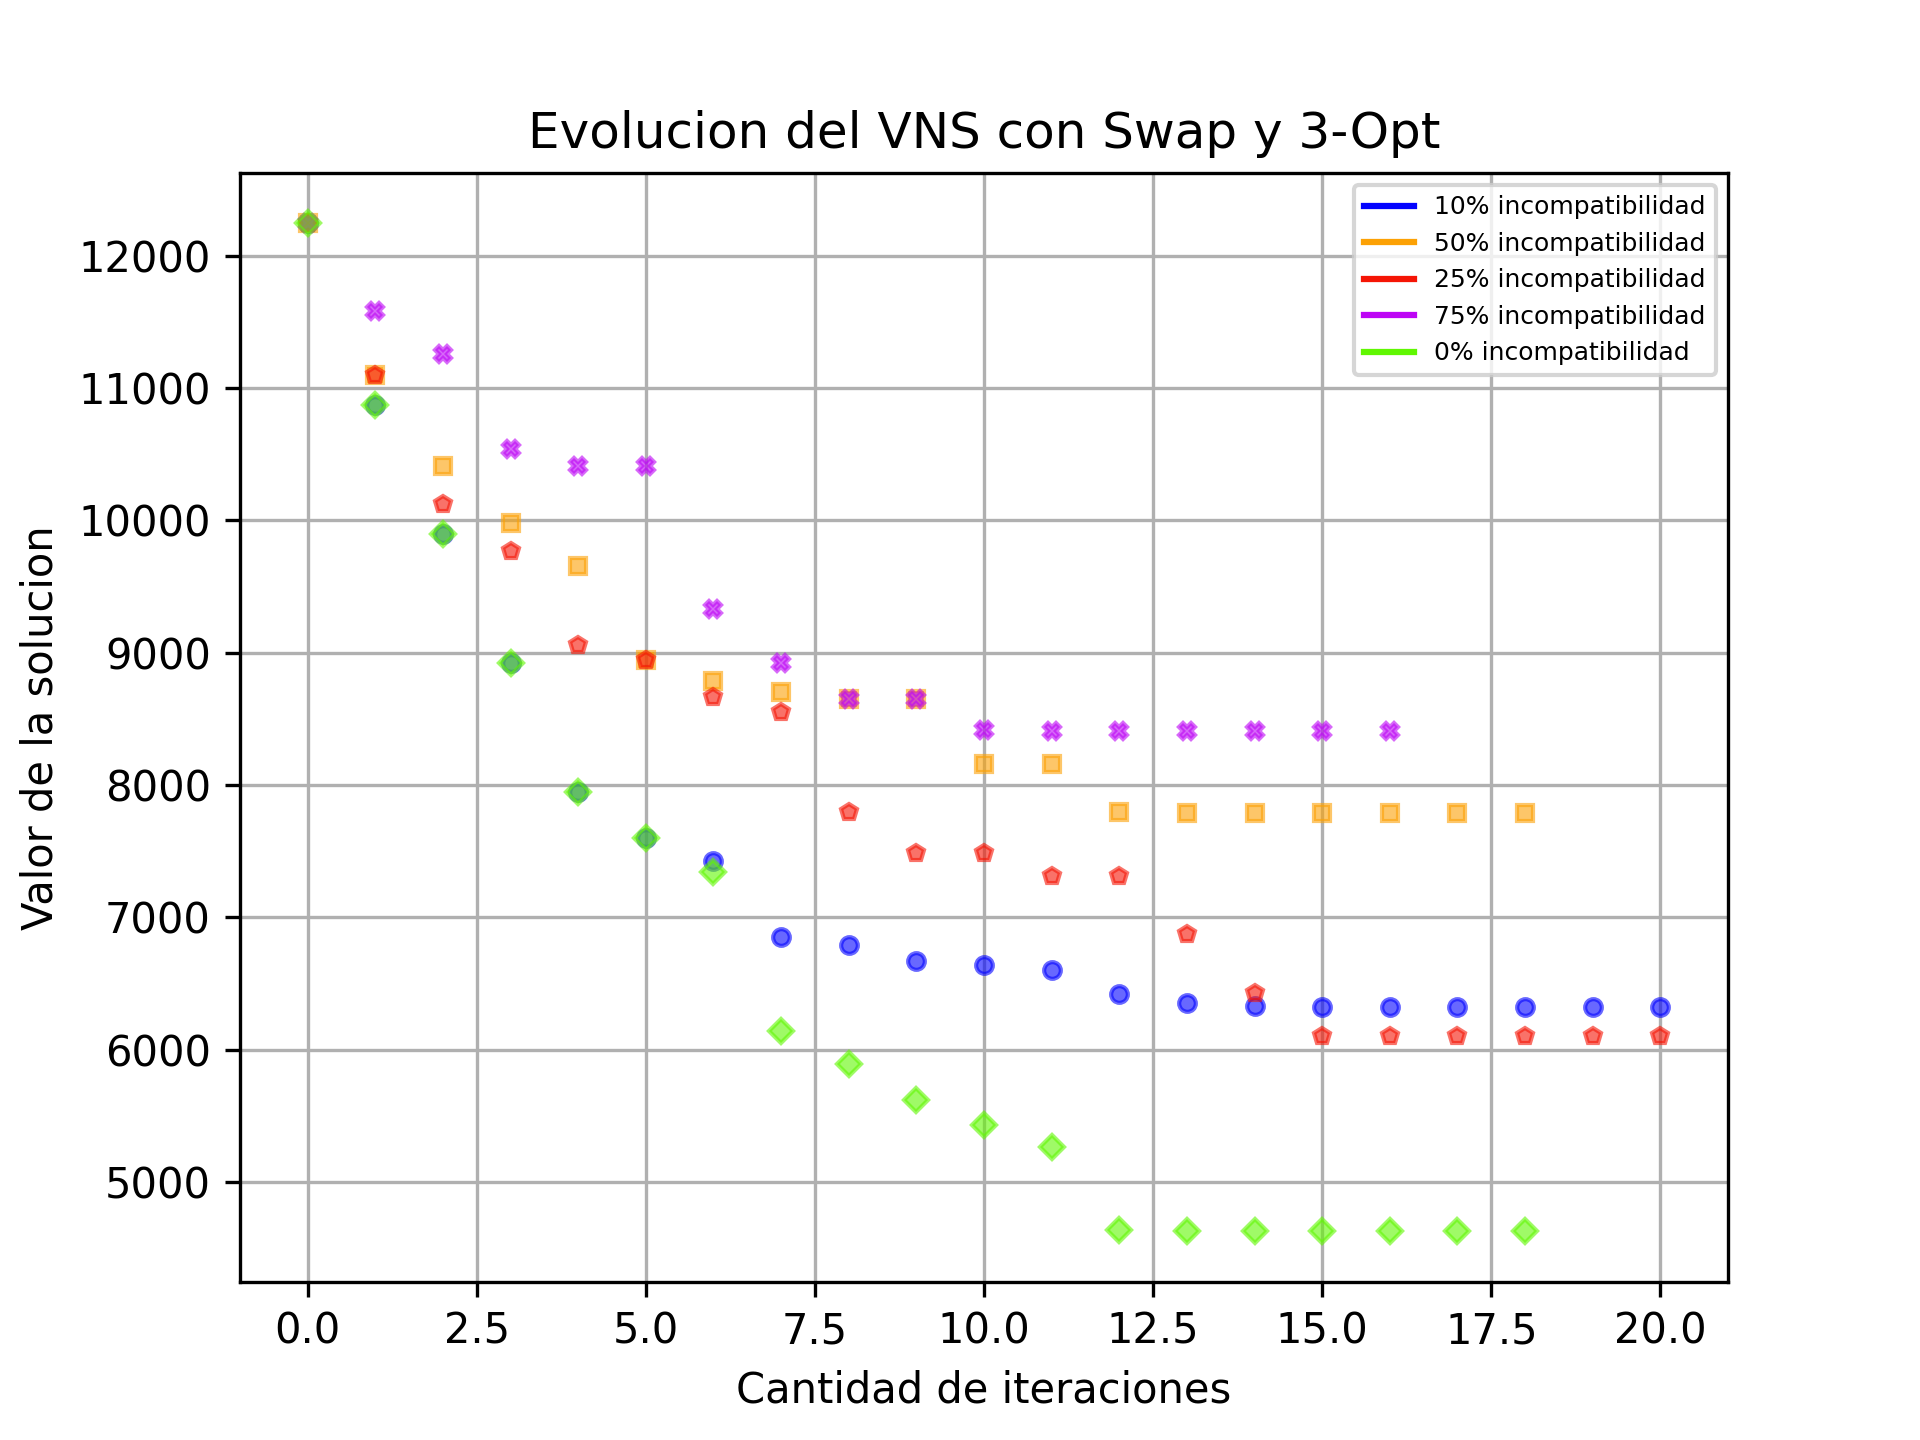 Evolucion del VNS con Swap y 3-Opt
10% incompatibilidad
50% incompatibilidad
25% incompatibilidad
75% incompatibilidad
0% incompatibilidad
12000
11000
10000
9000
8000
7000
6000
5000
Valor de la solucion
0.0 2.5 5.0 7.5 10.0 12.5 15.0 17.5 20.0
Cantidad de iteraciones